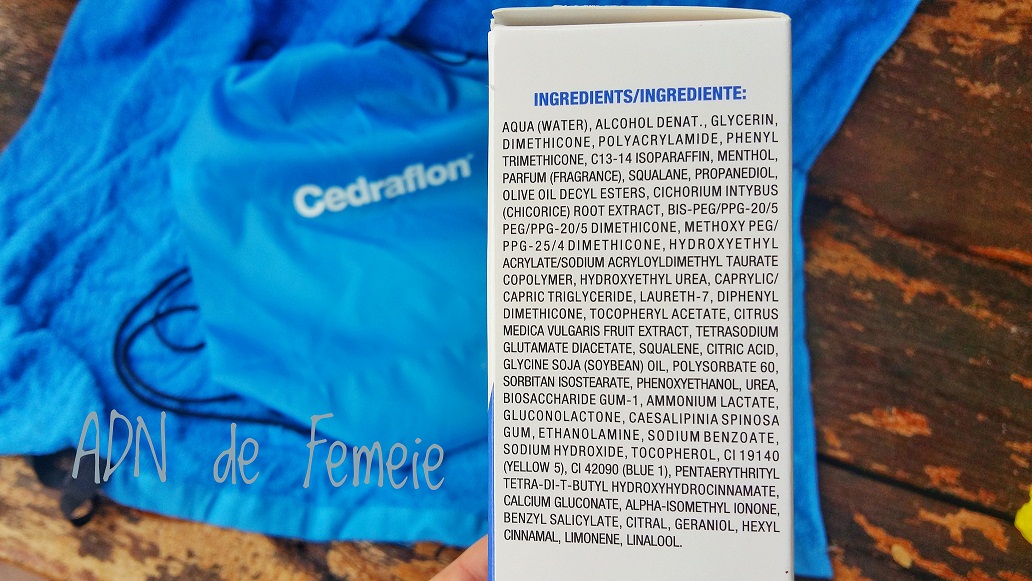 INGREDIENTS/INGREDIENTE:
AQUA (WATER), ALCOHOL DENAT., GLYCERIN,
DIMETHICONE, POLYACRYLAMIDE, PHENYL
TRIMETHICONE, C13-14 ISOPARAFFIN, MENTHOL,
PARFUM (FRAGRANCE), SQUALANE, PROPANEDIOL,
OLIVE OIL DECYL ESTERS, CICHORIUM INTYBUS
(CHICORICE) ROOT EXTRACT, BIS-PEG/PPG-20/5
PEG/PPG-20/5 DIMETHICONE, METHOXY PEG/
PPG-25/4 DIMETHICONE, HYDROXYETHYL
ACRYLATE/SODIUM ACRYLOYLDIMETHYL TAURATE
COPOLYMER, HYDROXYETHYL UREA, CAPRYLIC/
CAPRIC TRIGLYCERIDE, LAURETH-7, DIPHENYL
DIMETHICONE, TOCOPHERYL ACETATE, CITRUS
MEDICA VULGARIS FRUIT EXTRACT, TETRASODIUM
GLUTAMATE DIACETATE, SQUALENE, CITRIC ACID,
GLYCINE SOJA (SOYBEAN) OIL, POLYSORBATE 60,
SORBITAN ISOSTEARATE, PHENOXYETHANOL, UREA,
BIOSACCHARIDE GUM-1, AMMONIUM LACTATE,
GLUCONOLACTONE, CAESALIPINIA SPINOSA
GUM, ETHANOLAMINE, SODIUM BENZOATE,
SODIUM HYDROXIDE, TOCOPHEROL, CI 19140
(YELLOW 5), CI 42090 (BLUE 1), PENTAERYTHRITYL
TETRA-DI-T-BUTYL HYDROXYHYDROCINNAMATE,
CALCIUM GLUCONATE, ALPHA-ISOMETHYL IONONE,
BENZYL SALICYLATE, CITRAL, GERANIOL, HEXYL
CINNAMAL, LIMONENE, LINALOOL.
Cedraflon
ADN de Femeie